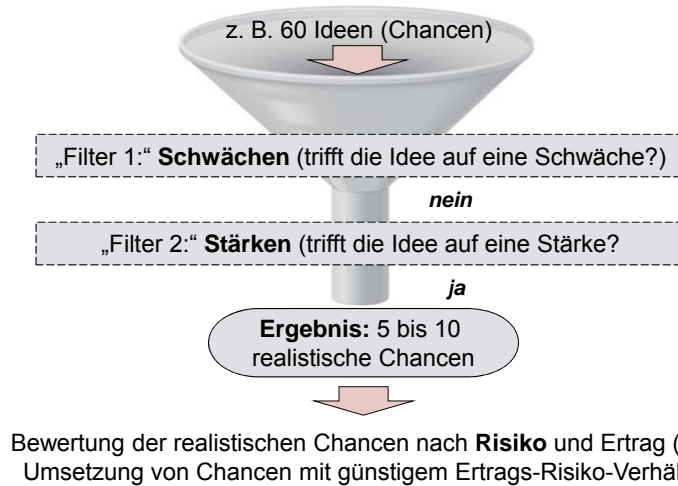 z. B. 60 Ideen (Chancen)
„Filter 1:“ Schwächen (trifft die Idee auf eine Schwäche?)
nein
„Filter 2:“ Stärken (trifft die Idee auf eine Stärke?
ja
Ergebnis: 5 bis 10
realistische Chancen
Bewertung der realistischen Chancen nach Risiko und Ertrag (
Umsetzung von Chancen mit günstigem Ertrags-Risiko-Verhäl